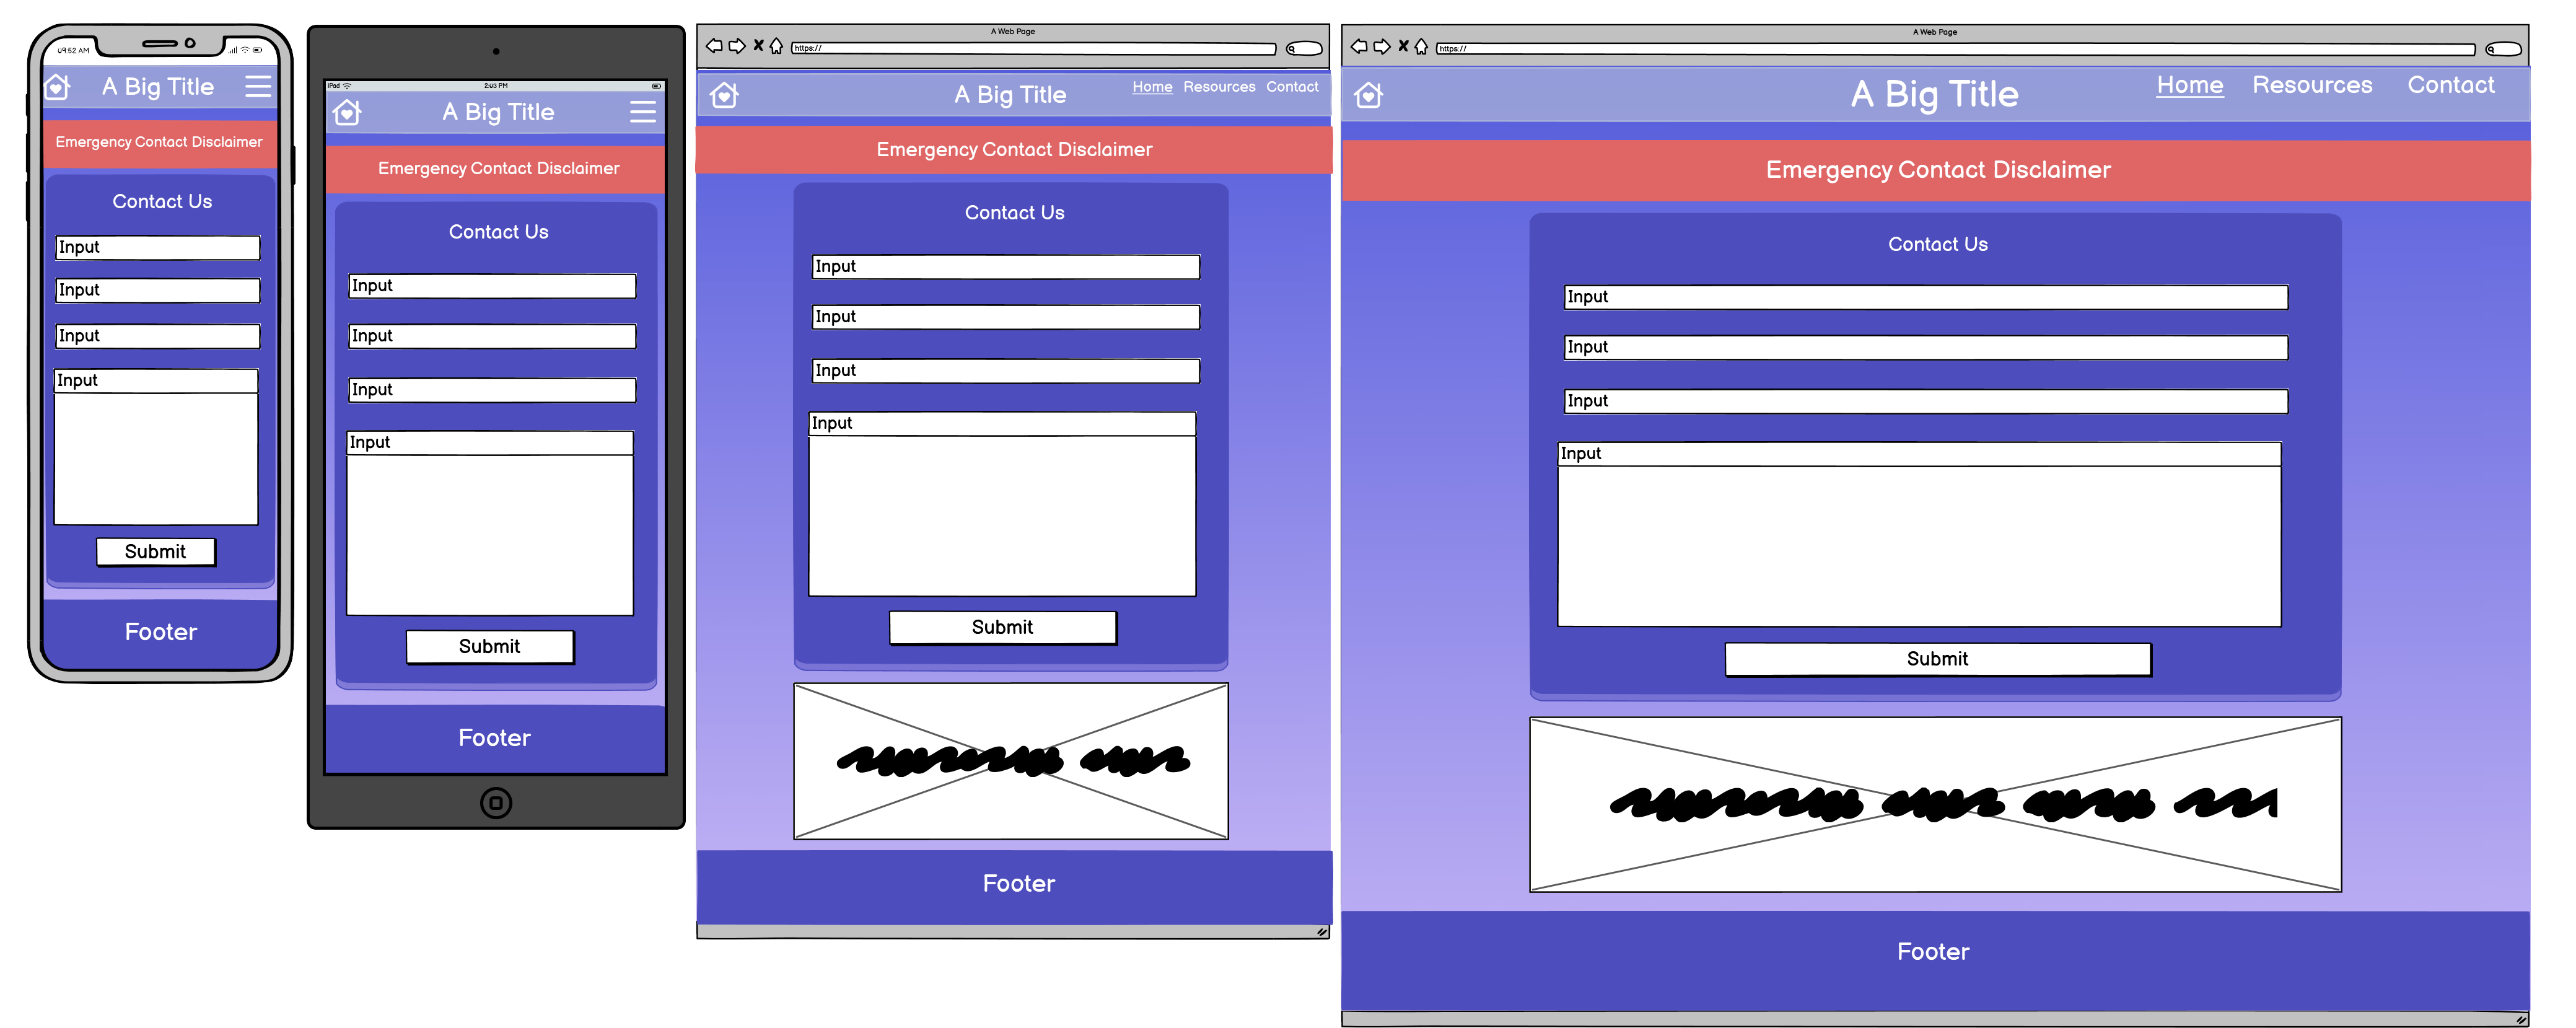 09:52 AM
A Big Title
Emergency Contact Disclaimer
Contact Us
Input
Input
Input
Input
Submit
Footer
iPad
2:03 PM
A Big Title
Emergency Contact Disclaimer
Contact Us
Input
Input
Input
Input
Submit
Footer
A Web Page
https://
A Big Title
Home Resources Contact
Emergency Contact Disclaimer
Contact Us
Input
Input
Input
Input
Submit
Footer
A Web Page
https://
A Big Title
Home Resources Contact
Emergency Contact Disclaimer
Contact Us
Input
Input
Input
Input
Submit
Footer